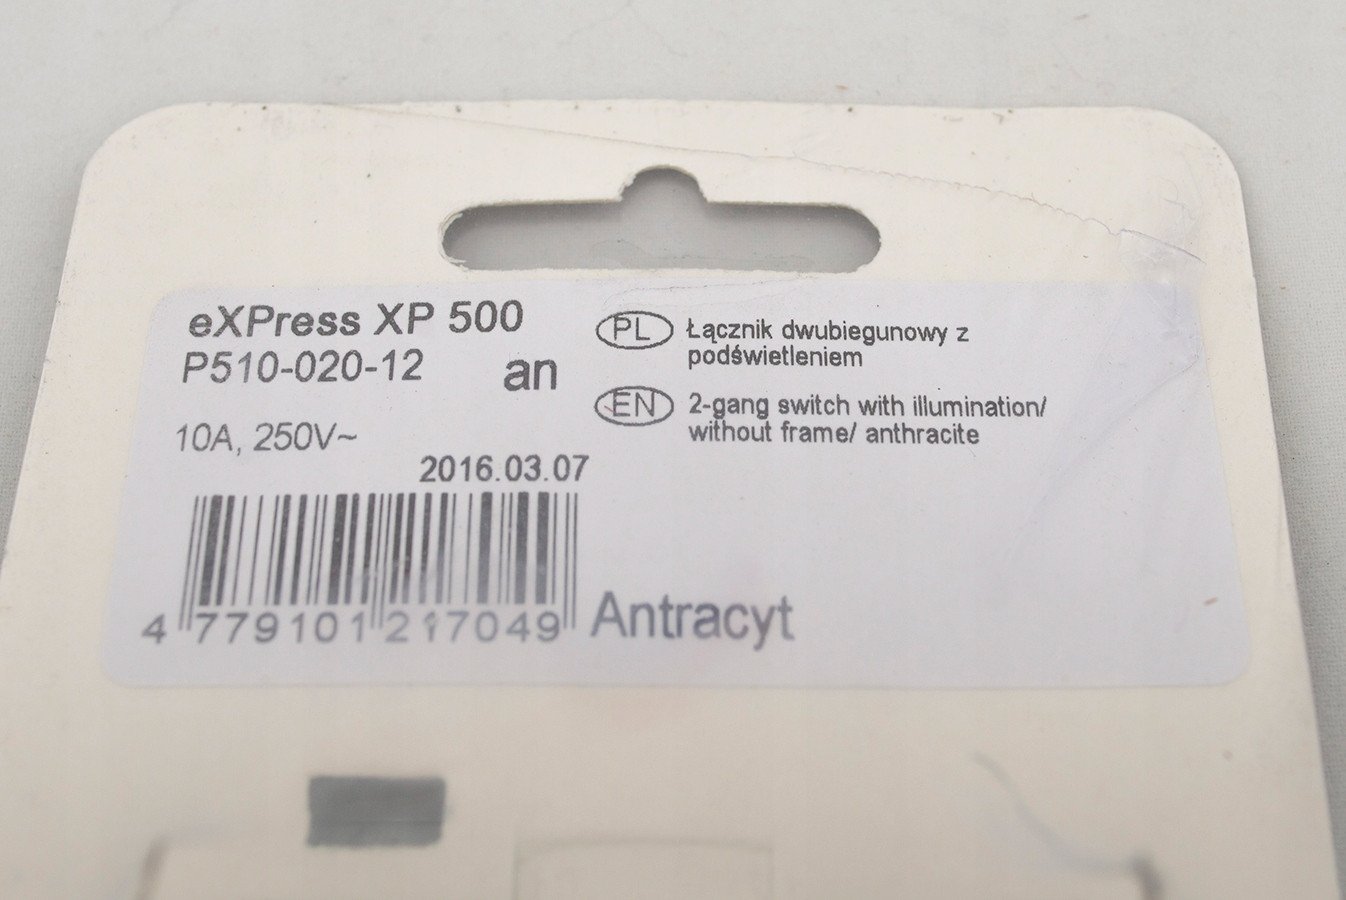 eXPress XP 500
P510-020-12 an
10A, 250V~
2016.03.07
4 779101 217049
Antracyt
PL Łącznik dwubiegunowy z
podświetleniem
EN 2-gang switch with illumination/
without frame/ anthracite